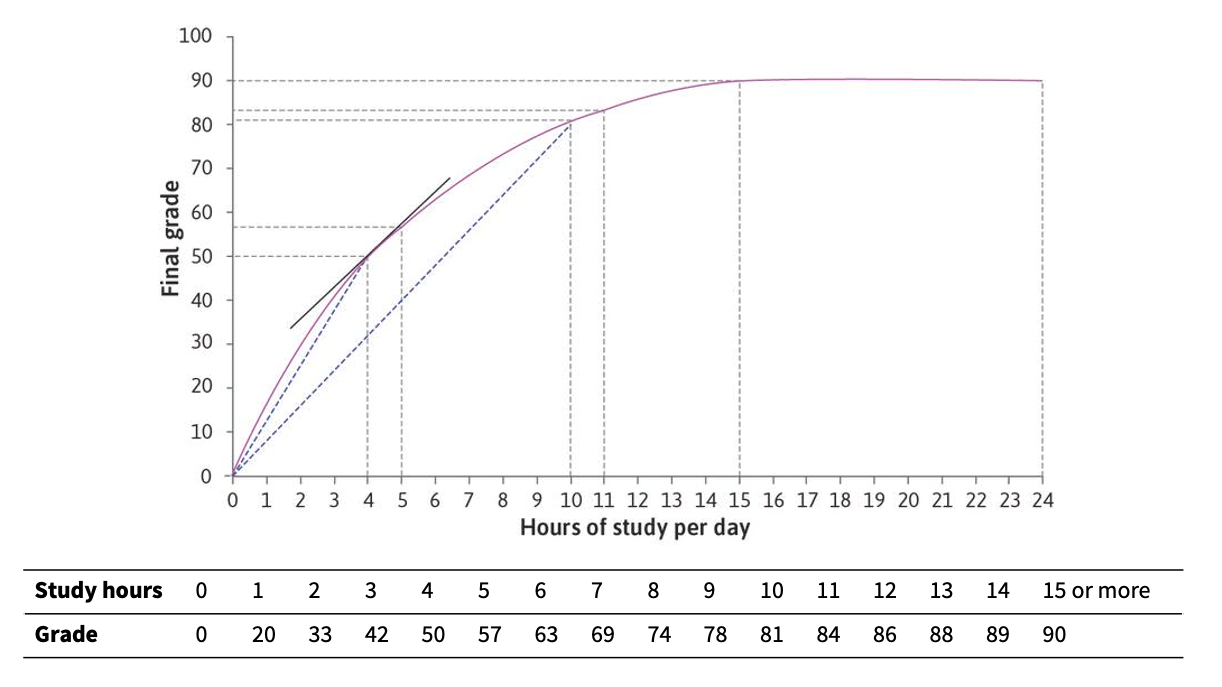 100
90
80
70
60
50
40
30
20
10
0
Final grade
0 1 2 3 4 5 6 7 8 9 10 11 12 13 14 15 16 17 18 19 20 21 22 23 24
Hours of study per day
Study hours 0 1 2 3 4 5 6 7 8 9 10 11 12 13 14 15 or more
Grade 0 20 33 42 50 57 63 69 74 78 81 84 86 88 89 90